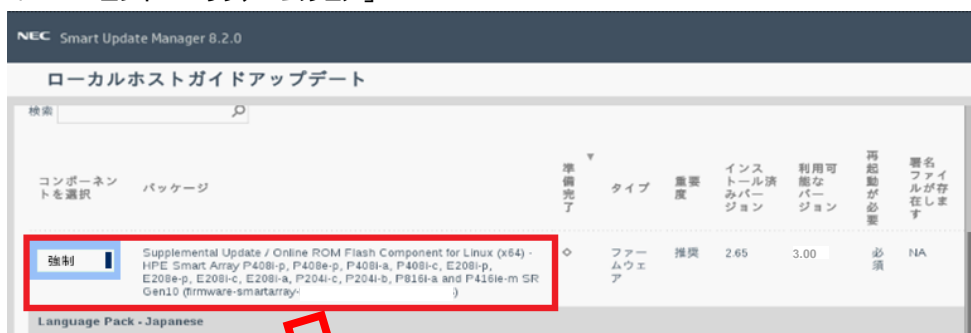 NEC Smart Update Manager 8.2.0
ローカルホストガイドアップデート
検索
コンポーネン
トを選択
パッケージ
準備完了
タイプ
重要
度
インス
トール済
みバー
ジョン
利用可
能な
バー
ジョン
再起動が必要
署名
ファイ
ルが存
在しま
す
強制
Supplemental Update / Online ROM Flash Component for Linux (x64) -
HPE Smart Array P408i-p, P408e-p, P408i-a, P408i-c, E208i-p,
E208e-p, E208i-c, E208i-a, P204i-c, P204i-b, P816i-a and P416ie-m SR
Gen10 (firmware-smartarray- )
ファー
ムウェ
ア
推奨
2.65
3.00
必須
NA
Language Pack - Japanese